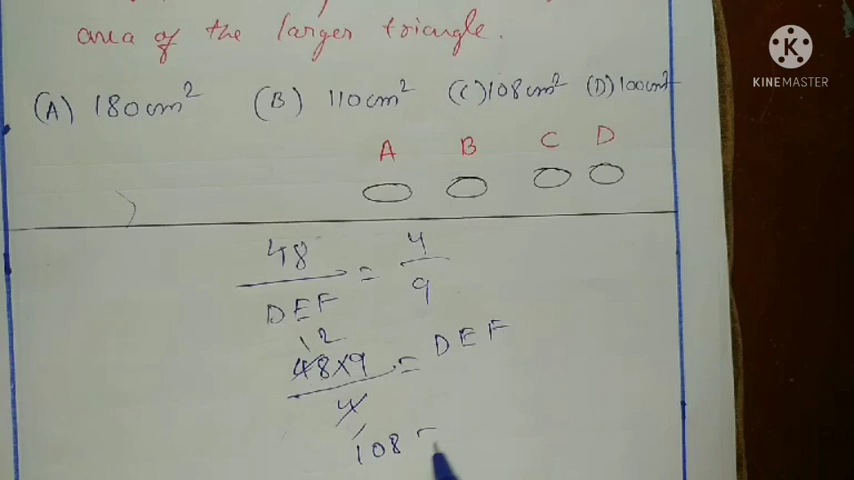 area of the larger triangle.
(A) 180cm² (B) 110cm² (C) 108cm² (D) 100cm²
A B C D
48/DEF = 4/9
12
48×9/4 = DEF
108
K
KINEMASTER